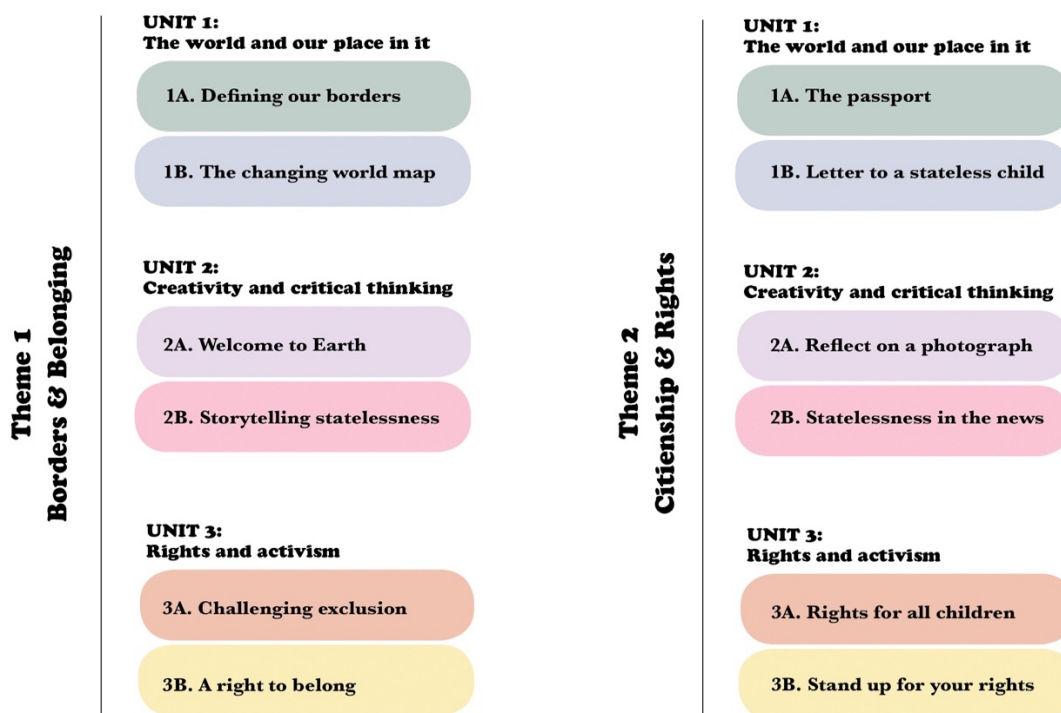 Theme 1
Borders & Belonging
UNIT 1:
The world and our place in it
1A. Defining our borders
1B. The changing world map
UNIT 2:
Creativity and critical thinking
2A. Welcome to Earth
2B. Storytelling statelessness
UNIT 3:
Rights and activism
3A. Challenging exclusion
3B. A right to belong
Theme 2
Citienship & Rights
UNIT 1:
The world and our place in it
1A. The passport
1B. Letter to a stateless child
UNIT 2:
Creativity and critical thinking
2A. Reflect on a photograph
2B. Statelessness in the news
UNIT 3:
Rights and activism
3A. Rights for all children
3B. Stand up for your rights